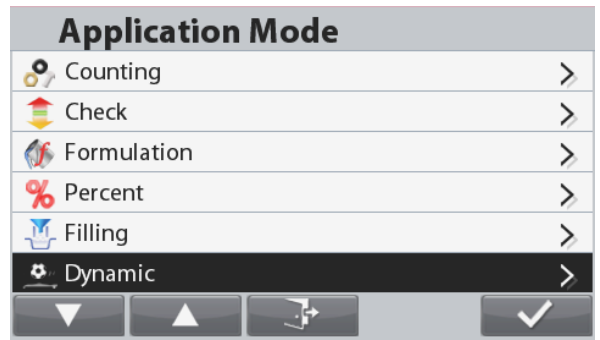 Application Mode
Counting
Check
Formulation
Percent
Filling
Dynamic